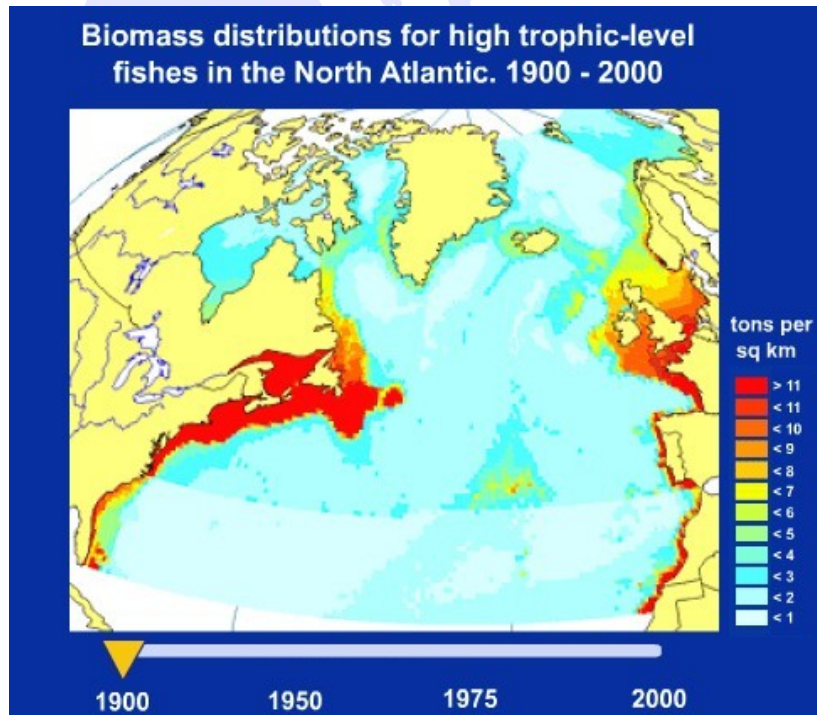 Biomass distributions for high trophic-level
fishes in the North Atlantic. 1900 - 2000
tons per
sq km
> 11
< 11
< 10
< 9
< 8
< 7
< 6
< 5
< 4
< 3
< 2
< 1
1900 1950 1975 2000